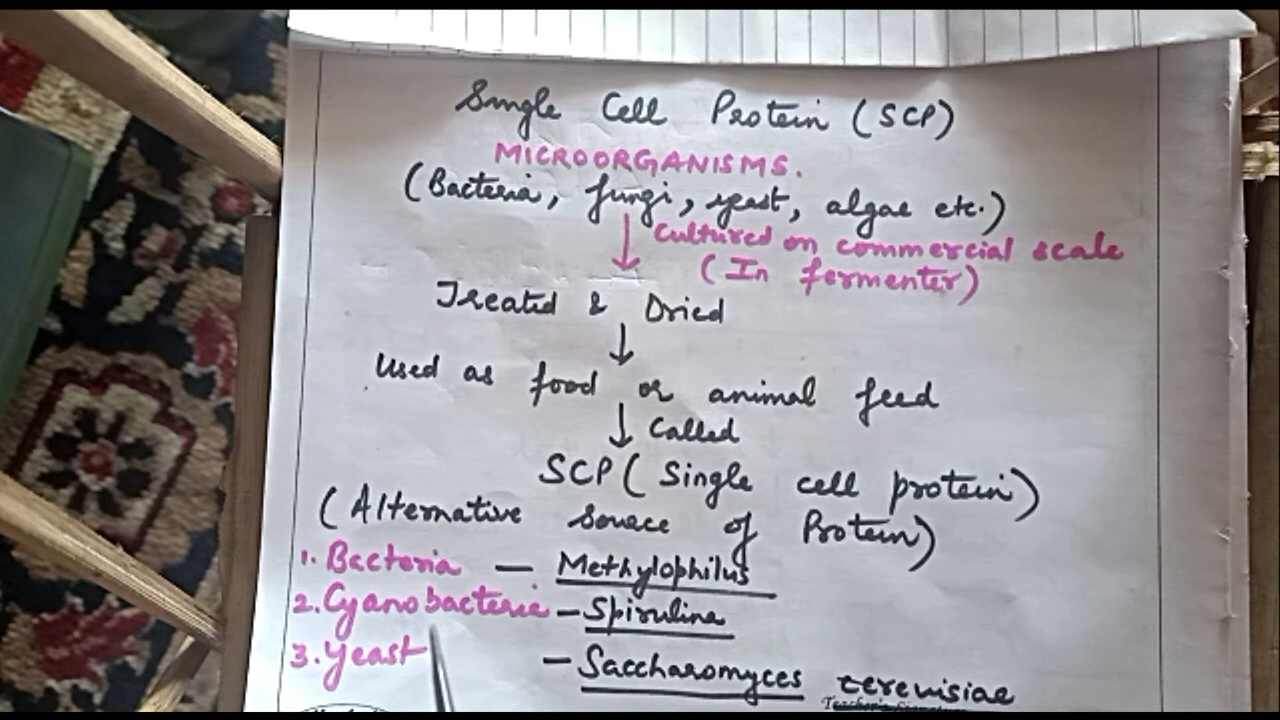 Single Cell Protein (SCP)
MICROORGANISMS.
(Bacteria, fungi, yeast, algae etc.)
↓ Cultured on commercial scale
(In fermenter)
Treated & Dried
↓
Used as food or animal feed
↓ Called
SCP (Single cell protein)
(Alternative source of Protein)
1. Bacteria — Methylophilus
2. Cyanobacteria — Spirulina
3. Yeast — Saccharomyces cerevisiae
Teacher's Signature